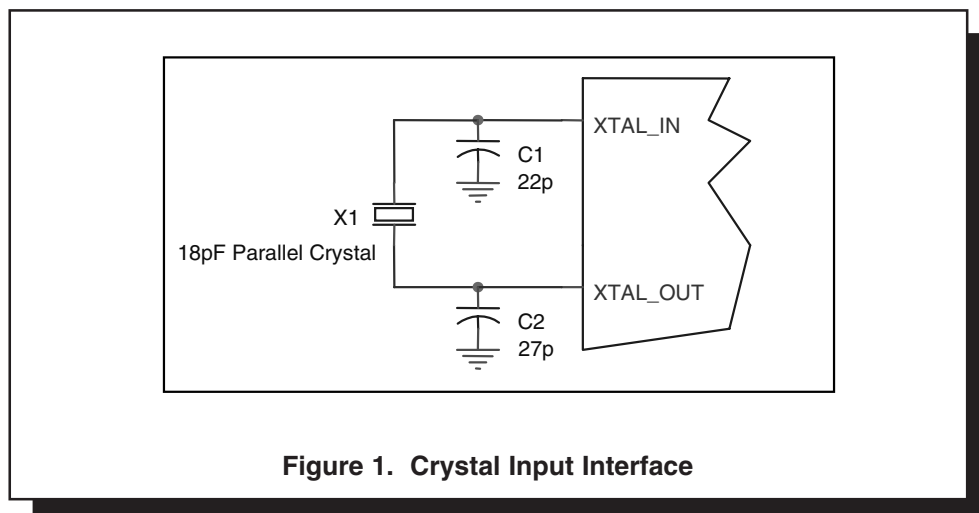 XTAL_IN
C1
22p
X1
18pF Parallel Crystal
XTAL_OUT
C2
27p
Figure 1.  Crystal Input Interface